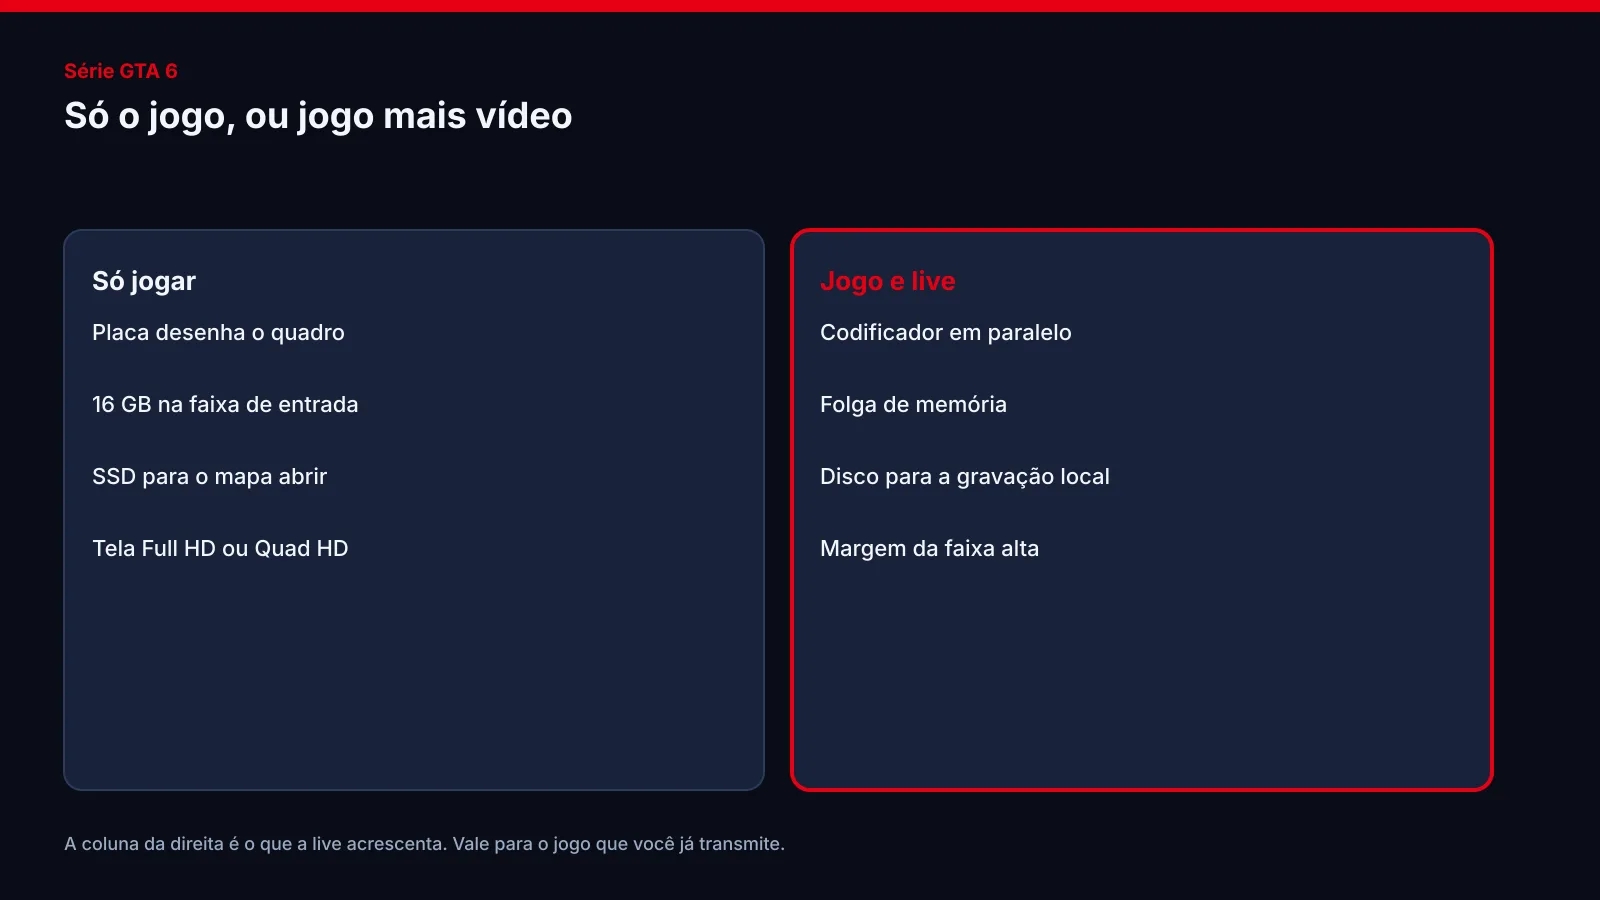 Série GTA 6
Só o jogo, ou jogo mais vídeo
Só jogar
Placa desenha o quadro
16 GB na faixa de entrada
SSD para o mapa abrir
Tela Full HD ou Quad HD
Jogo e live
Codificador em paralelo
Folga de memória
Disco para a gravação local
Margem da faixa alta
A coluna da direita é o que a live acrescenta. Vale para o jogo que você já transmite.